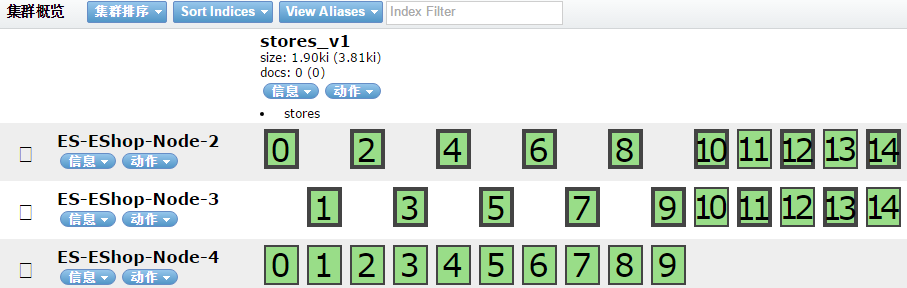 集群概览 集群排序 Sort Indices View Aliases Index Filter
stores_v1
size: 1.90ki (3.81ki)
docs: 0 (0)
信息 动作
stores
ES-EShop-Node-2 0 2 4 6 8 10 11 12 13 14
信息 动作
ES-EShop-Node-3 1 3 5 7 9 10 11 12 13 14
信息 动作
ES-EShop-Node-4 0 1 2 3 4 5 6 7 8 9
信息 动作